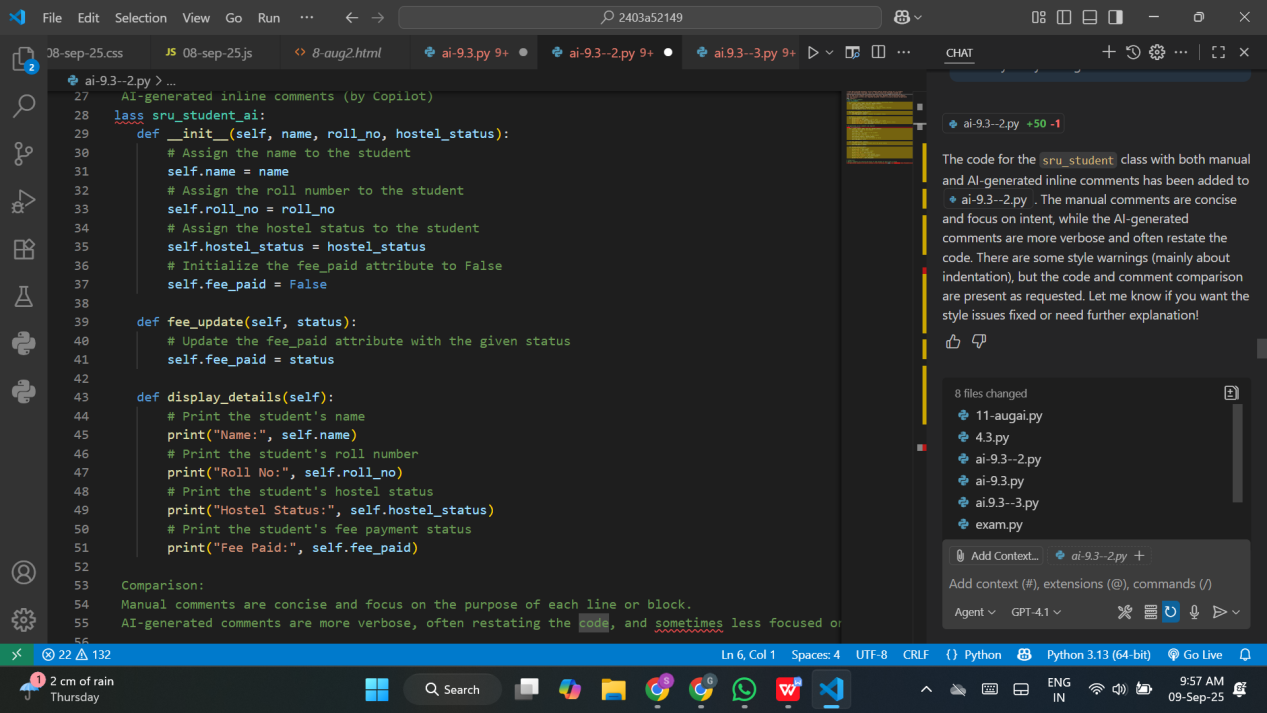 File Edit Selection View Go Run ··· 2403a52149
08-sep-25.css JS 08-sep-25.js <> 8-aug2.html ai-9.3.py 9+ ai-9.3--2.py 9+ ai.9.3--3.py 9+
ai-9.3--2.py > ...
27 AI-generated inline comments (by Copilot)
28 lass sru_student_ai:
29 def __init__(self, name, roll_no, hostel_status):
30 # Assign the name to the student
31 self.name = name
32 # Assign the roll number to the student
33 self.roll_no = roll_no
34 # Assign the hostel status to the student
35 self.hostel_status = hostel_status
36 # Initialize the fee_paid attribute to False
37 self.fee_paid = False
38
39 def fee_update(self, status):
40 # Update the fee_paid attribute with the given status
41 self.fee_paid = status
42
43 def display_details(self):
44 # Print the student's name
45 print("Name:", self.name)
46 # Print the student's roll number
47 print("Roll No:", self.roll_no)
48 # Print the student's hostel status
49 print("Hostel Status:", self.hostel_status)
50 # Print the student's fee payment status
51 print("Fee Paid:", self.fee_paid)
52
53 Comparison:
54 Manual comments are concise and focus on the purpose of each line or block.
55 AI-generated comments are more verbose, often restating the code, and sometimes less focused or
56
CHAT
ai-9.3--2.py +50 -1
The code for the sru_student class with both manual
and AI-generated inline comments has been added to
ai-9.3--2.py . The manual comments are concise
and focus on intent, while the AI-generated
comments are more verbose and often restate the
code. There are some style warnings (mainly about
indentation), but the code and comment comparison
are present as requested. Let me know if you want the
style issues fixed or need further explanation!
8 files changed
11-augai.py
4.3.py
ai-9.3--2.py
ai-9.3.py
ai.9.3--3.py
exam.py
Add Context... ai-9.3--2.py +
Add context (#), extensions (@), commands (/)
Agent GPT-4.1
2
22 132 Ln 6, Col 1 Spaces: 4 UTF-8 CRLF {} Python Python 3.13 (64-bit) Go Live
1 2 cm of rain
Thursday
Search
S G W
ENG
IN
9:57 AM
09-Sep-25